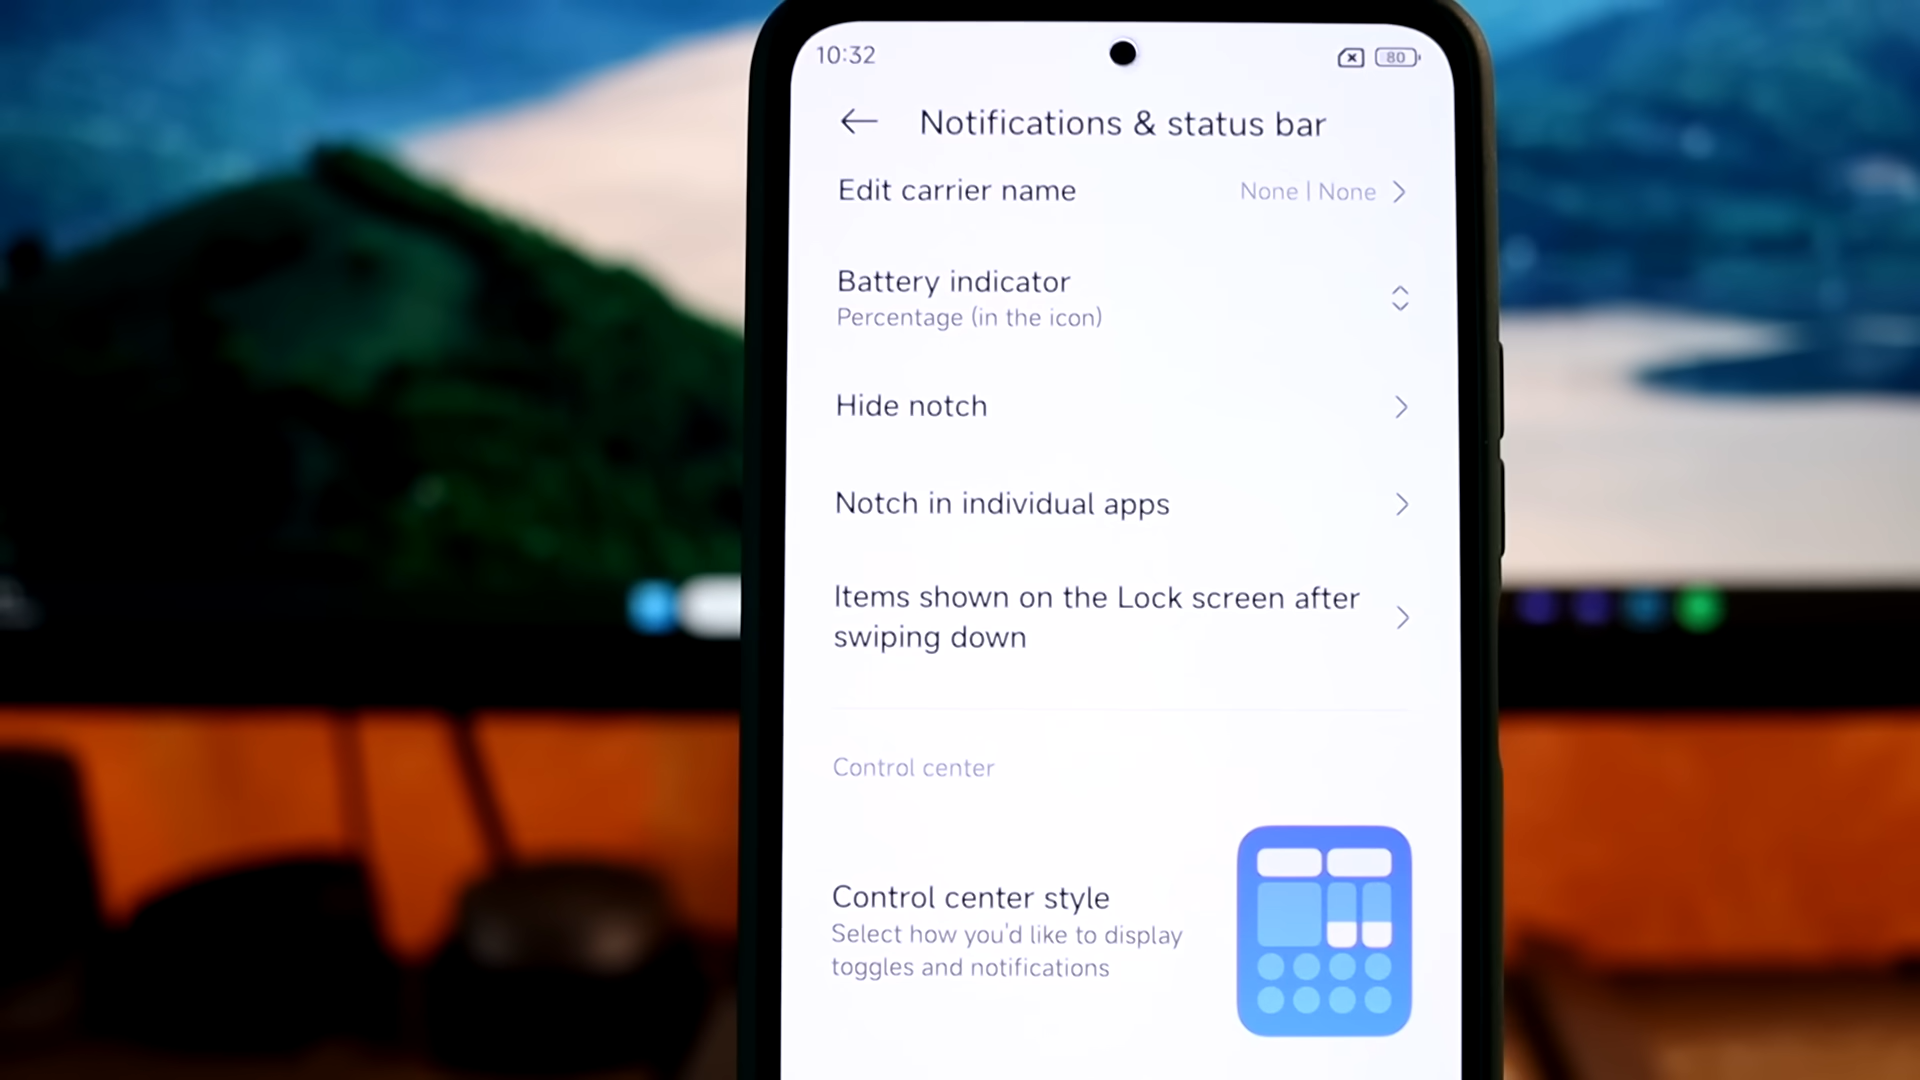 10:32
80
Notifications & status bar
Edit carrier name
None | None
Battery indicator
Percentage (in the icon)
Hide notch
Notch in individual apps
Items shown on the Lock screen after
swiping down
Control center
Control center style
Select how you'd like to display
toggles and notifications